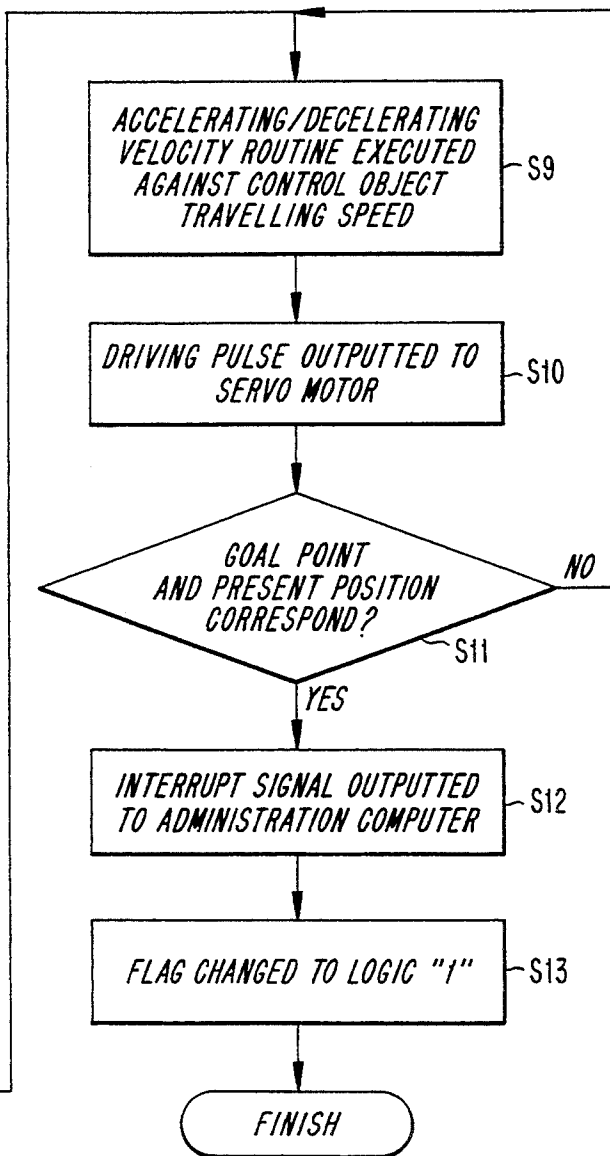 ACCELERATING/DECELERATING
VELOCITY ROUTINE EXECUTED
AGAINST CONTROL OBJECT
TRAVELLING SPEED
S9
DRIVING PULSE OUTPUTTED TO
SERVO MOTOR
S10
GOAL POINT
AND PRESENT POSITION
CORRESPOND?
NO
S11
YES
INTERRUPT SIGNAL OUTPUTTED
TO ADMINISTRATION COMPUTER
S12
FLAG CHANGED TO LOGIC "1"
S13
FINISH